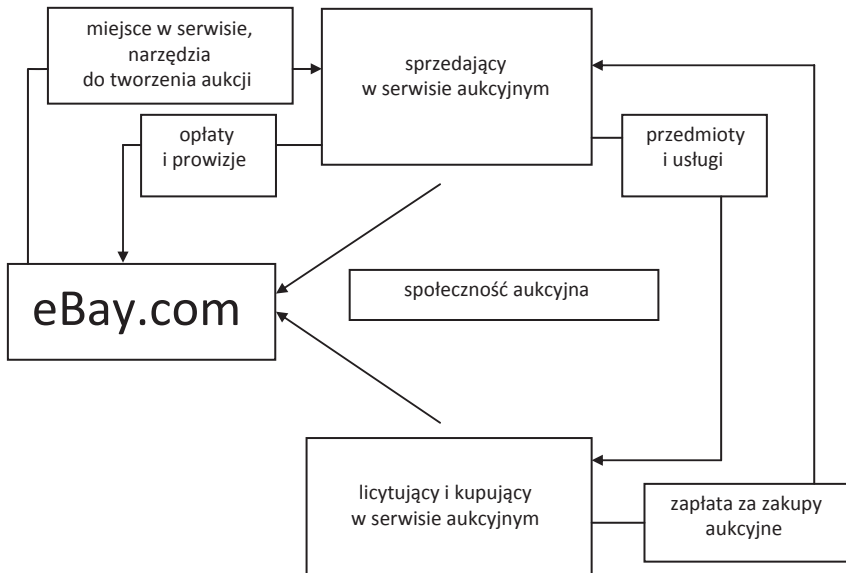 miejsce w serwisie,
narzędzia
do tworzenia aukcji
sprzedający
w serwisie aukcyjnym
opłaty
i prowizje
przedmioty
i usługi
eBay.com
społeczność aukcyjna
licytujący i kupujący
w serwisie aukcyjnym
zapłata za zakupy
aukcyjne